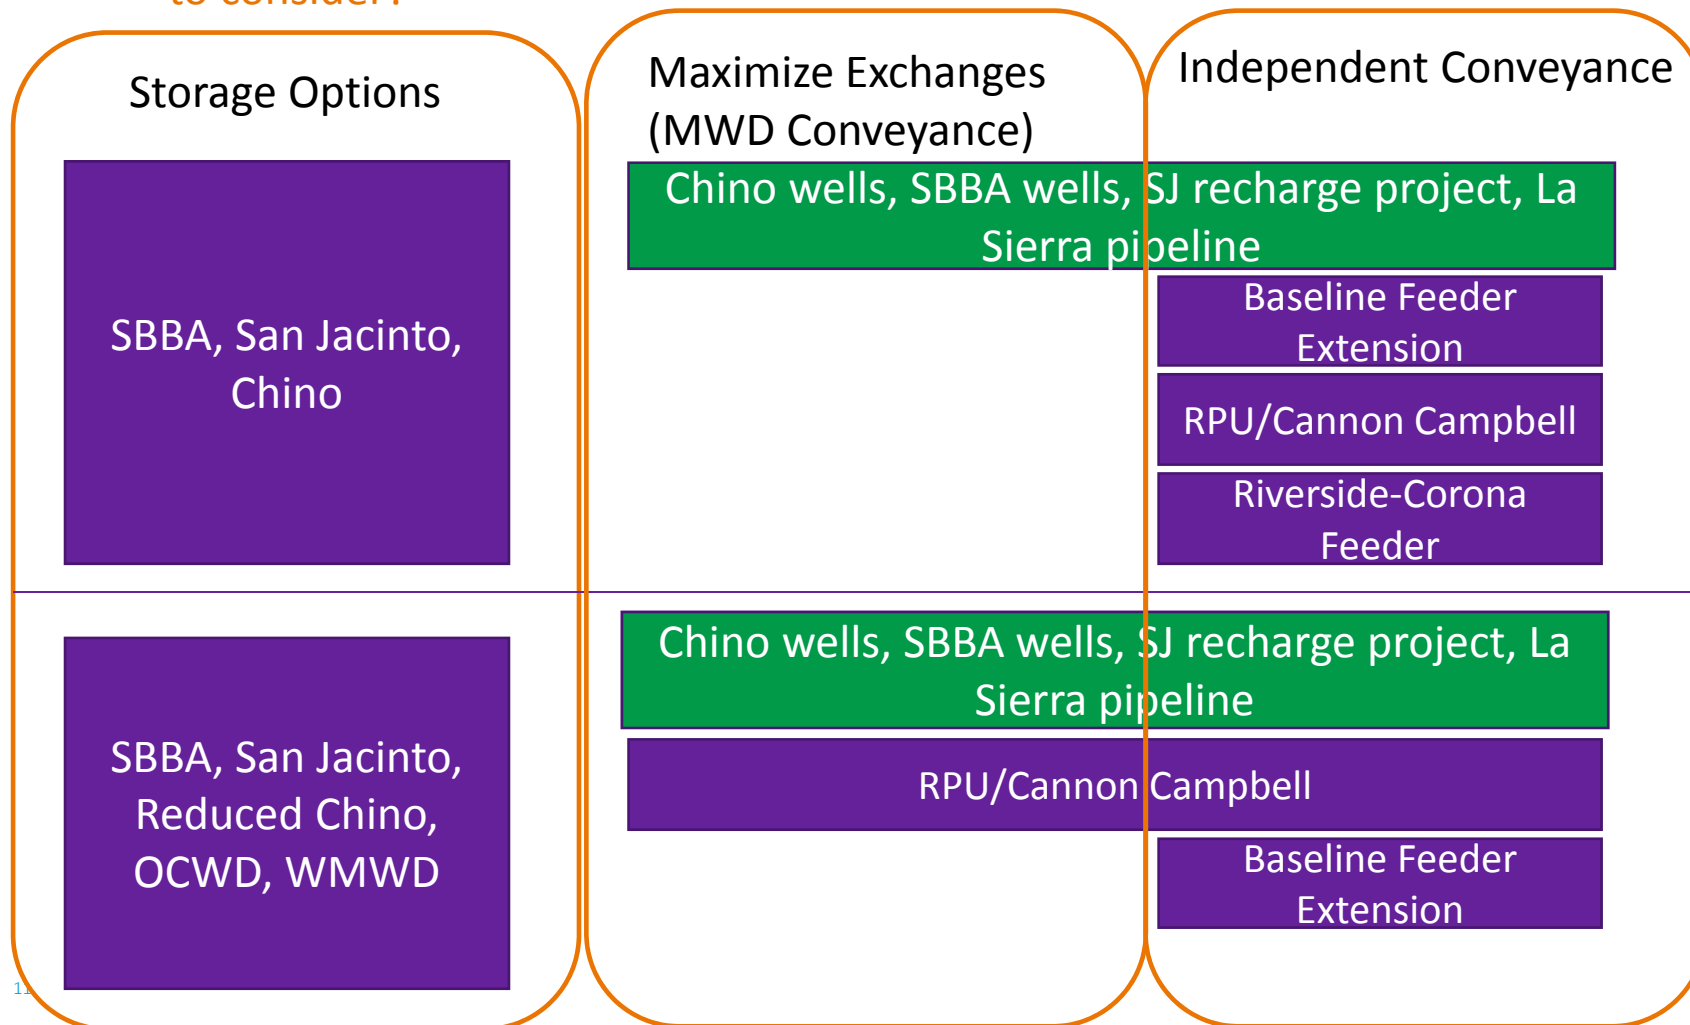 to consider?
Storage Options
Maximize Exchanges
(MWD Conveyance)
Independent Conveyance
SBBA, San Jacinto,
Chino
Chino wells, SBBA wells, SJ recharge project, La
Sierra pipeline
Baseline Feeder
Extension
RPU/Cannon Campbell
Riverside-Corona
Feeder
SBBA, San Jacinto,
Reduced Chino,
OCWD, WMWD
Chino wells, SBBA wells, SJ recharge project, La
Sierra pipeline
RPU/Cannon Campbell
Baseline Feeder
Extension